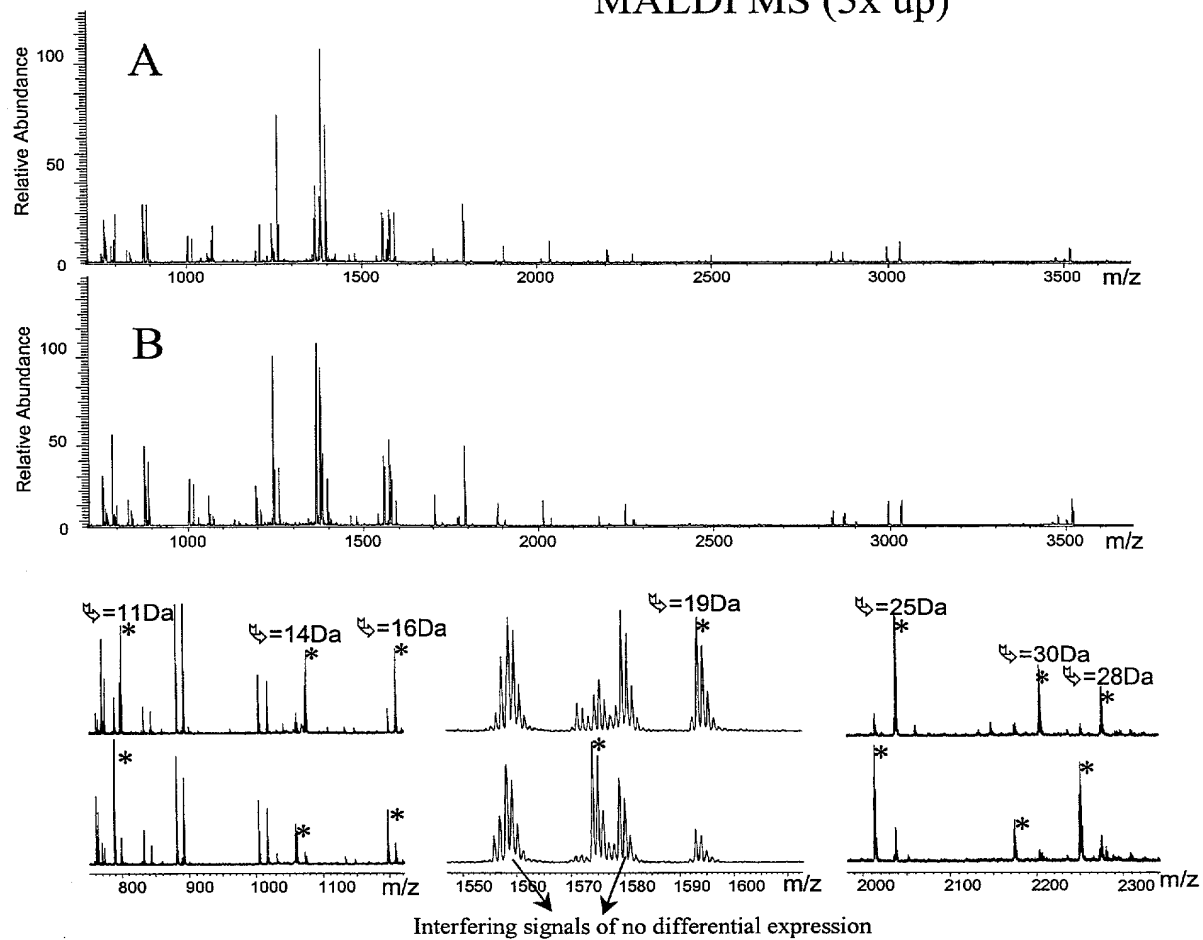 MALDI MS (3x up)
A
Relative Abundance
100
50
0
1000 1500 2000 2500 3000 3500 m/z
B
Relative Abundance
100
50
0
1000 1500 2000 2500 3000 3500 m/z
=11Da * =14Da * =16Da *
=19Da *
=25Da * =30Da * =28Da *
* * *
*
* * *
800 900 1000 1100 m/z
1550 1560 1570 1580 1590 1600 m/z
2000 2100 2200 2300 m/z
Interfering signals of no differential expression